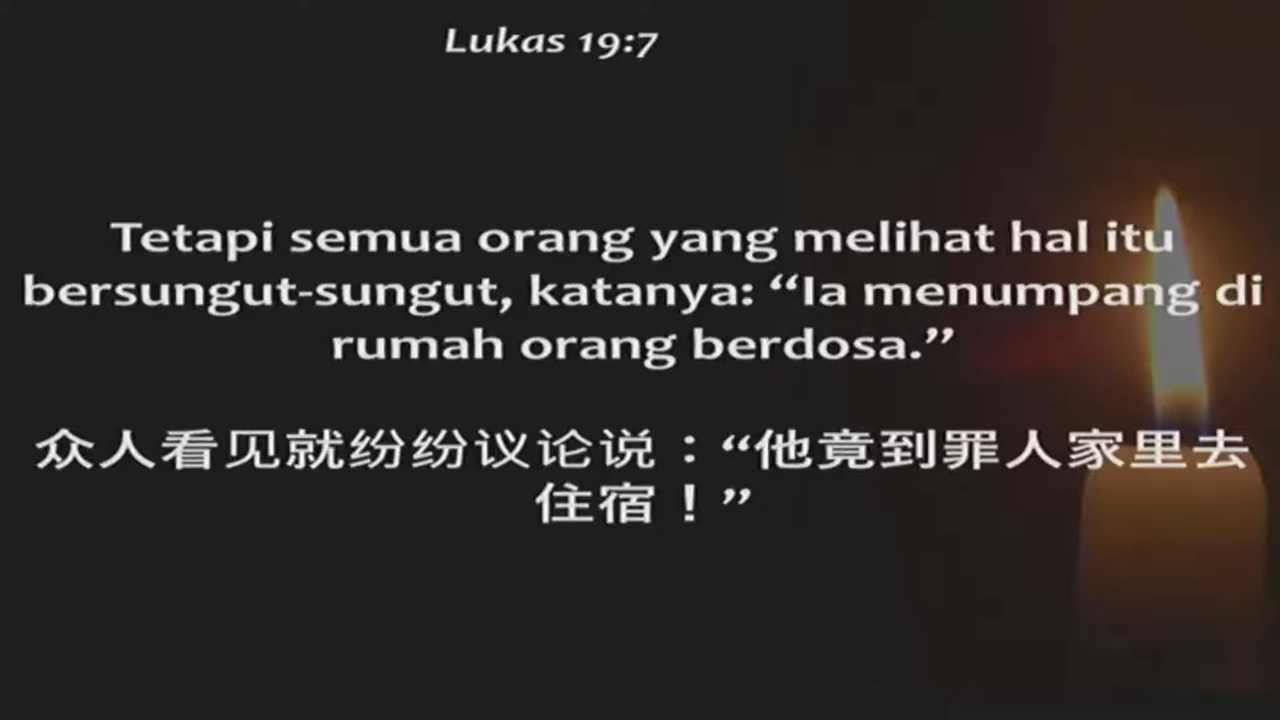 Lukas 19:7
Tetapi semua orang yang melihat hal itu
bersungut-sungut, katanya: “Ia menumpang di
rumah orang berdosa.”
众人看见就纷纷议论说：“他竟到罪人家里去
住宿！”